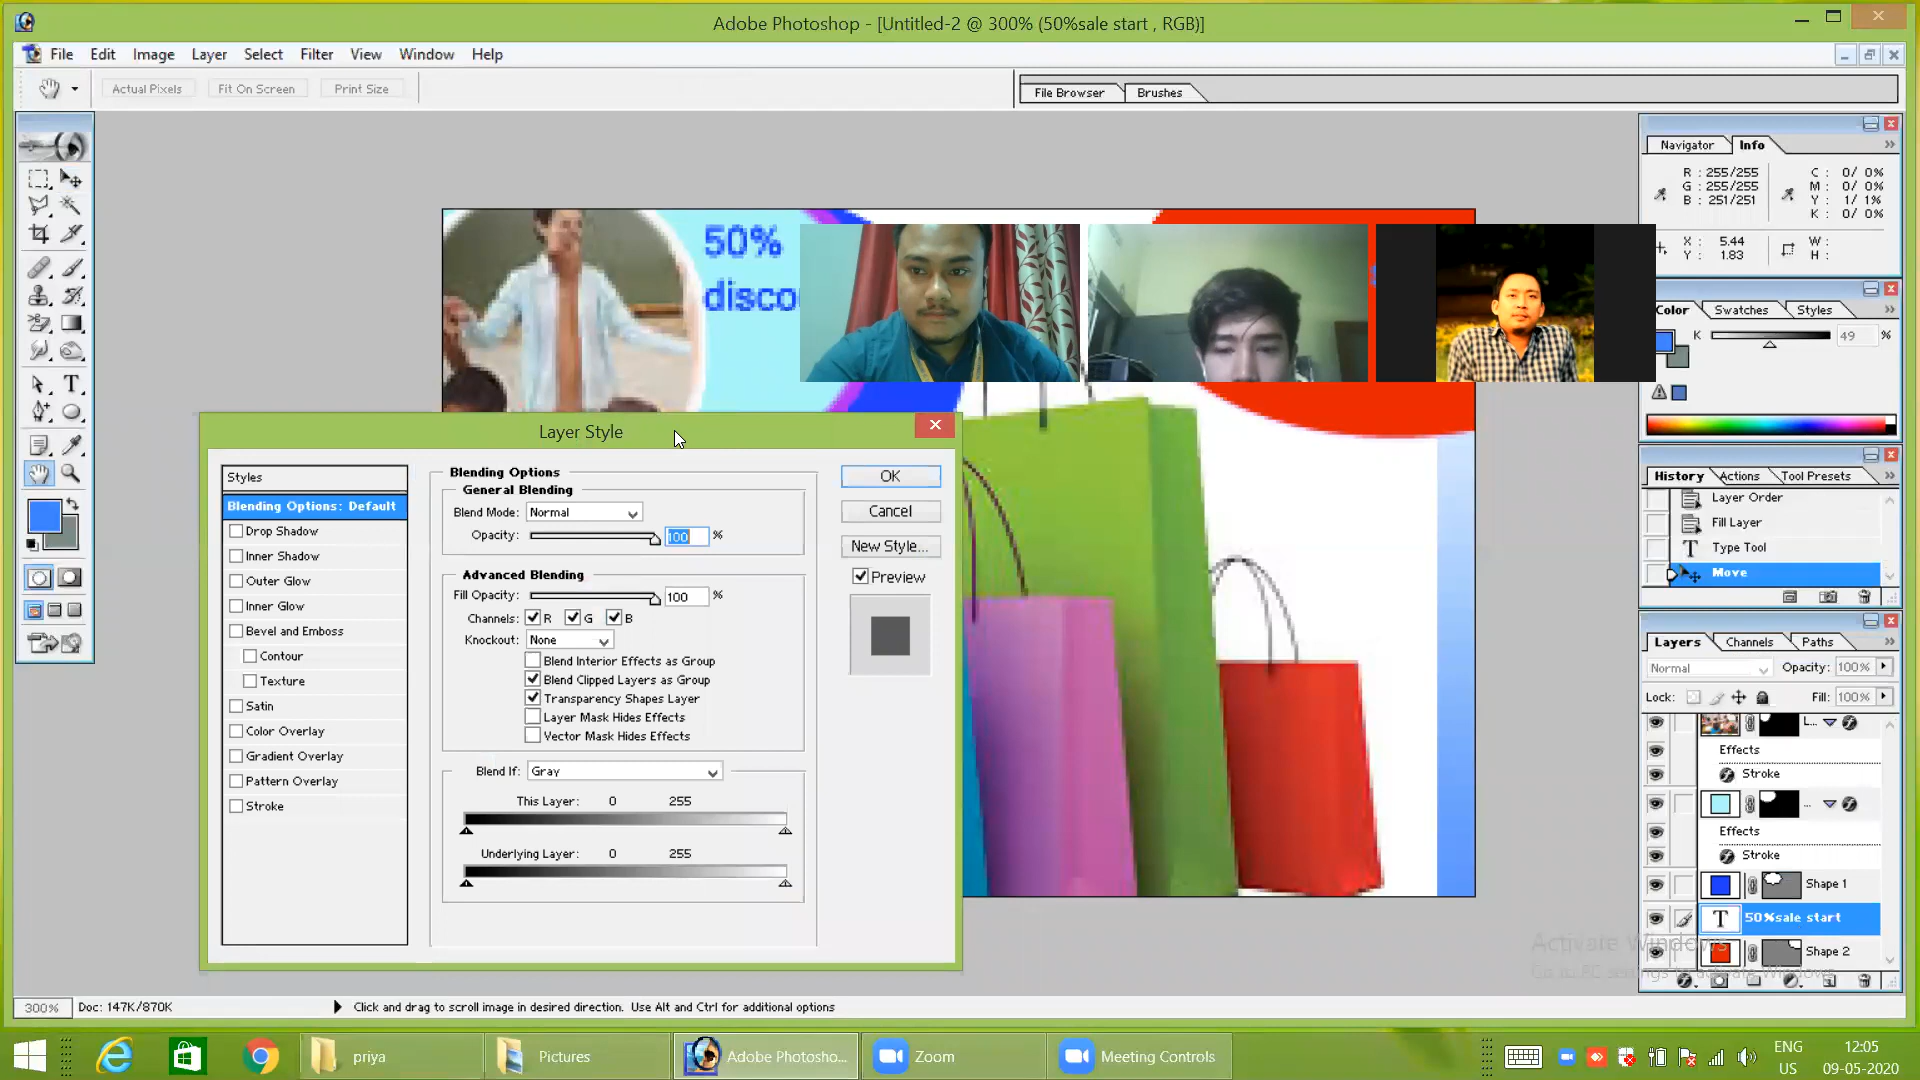 Adobe Photoshop - [Untitled-2 @ 300% (50%sale start , RGB)]
File Edit Image Layer Select Filter View Window Help
Actual Pixels Fit On Screen Print Size
File Browser Brushes
Navigator Info
R : 255/255 C : 0/ 0%
G : 255/255 M : 0/ 0%
B : 251/251 Y : 1/ 1%
K : 0/ 0%
X : 5.44 W :
Y : 1.83 H :
50%
disco
Color Swatches Styles
K 49 %
Layer Style
Styles
Blending Options: Default
Drop Shadow
Inner Shadow
Outer Glow
Inner Glow
Bevel and Emboss
Contour
Texture
Satin
Color Overlay
Gradient Overlay
Pattern Overlay
Stroke
Blending Options
General Blending
Blend Mode: Normal
Opacity: 100 %
Advanced Blending
Fill Opacity: 100 %
Channels: R G B
Knockout: None
Blend Interior Effects as Group
Blend Clipped Layers as Group
Transparency Shapes Layer
Layer Mask Hides Effects
Vector Mask Hides Effects
Blend If: Gray
This Layer: 0 255
Underlying Layer: 0 255
OK
Cancel
New Style...
Preview
History Actions Tool Presets
Layer Order
Fill Layer
Type Tool
Move
Layers Channels Paths
Normal Opacity: 100%
Lock: Fill: 100%
L...
Effects
Stroke
...
Effects
Stroke
Shape 1
T 50%sale start
Shape 2
Activate Windows
Go to PC settings to activate Windows.
300% Doc: 147K/870K Click and drag to scroll image in desired direction. Use Alt and Ctrl for additional options
priya Pictures Adobe Photosho... Zoom Meeting Controls
ENG 12:05
US 09-05-2020